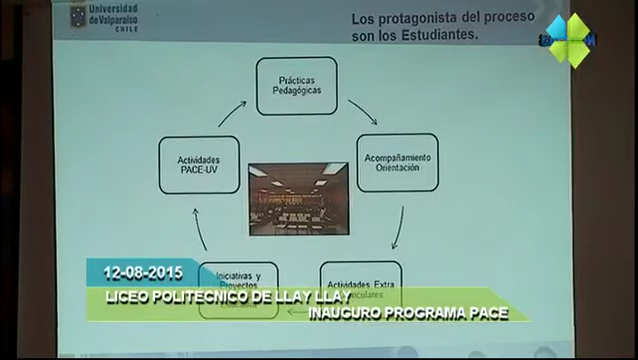 Universidad
de Valparaíso
CHILE
Los protagonista del proceso
son los Estudiantes.
Prácticas
Pedagógicas
Actividades
PACE-UV
Acompañamiento
Orientación
Iniciativas y
Proyectos
Actividades Extra
12-08-2015
LICEO POLITECNICO DE LLAY LLAY
INAUGURO PROGRAMA PACE